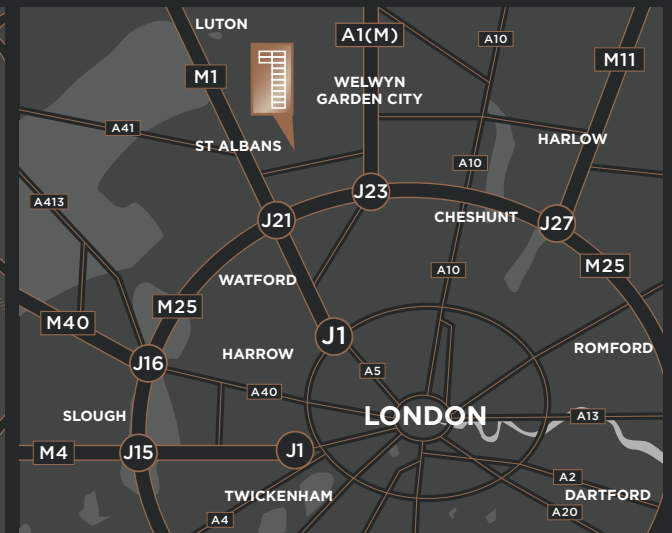 LUTON
A1(M)
A10
M11
M1
WELWYN
GARDEN CITY
A41
ST ALBANS
HARLOW
A10
A413
J23
J21
CHESHUNT
J27
A10
M25
WATFORD
M25
M40
J1
HARROW
ROMFORD
J16
A5
A40
SLOUGH
LONDON
A13
M4
J15
J1
A2
TWICKENHAM
DARTFORD
A4
A20